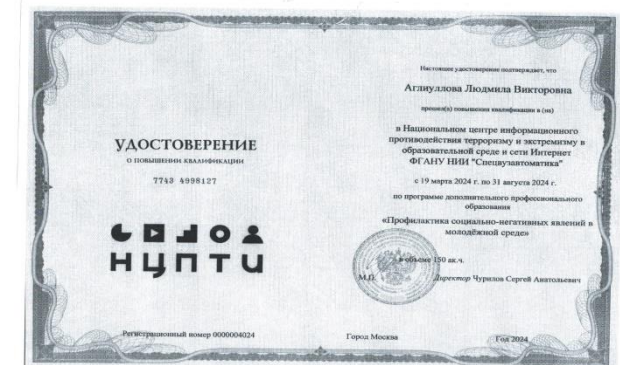 УДОСТОВЕРЕНИЕ
О ПОВЫШЕНИИ КВАЛИФИКАЦИИ
7743 4998127
НЦПТИ
Регистрационный номер 0000004024
Настоящее удостоверение подтверждает, что
Аглиуллова Людмила Викторовна
прошел(а) повышение квалификации в (на)
в Национальном центре информационного
противодействия терроризму и экстремизму в
образовательной среде и сети Интернет
ФГАНУ НИИ "Спецвузавтоматика"
с 19 марта 2024 г. по 31 августа 2024 г.
по программе дополнительного профессионального
образования
«Профилактика социально-негативных явлений в
молодёжной среде»
в объеме 150 ак.ч.
М.П. Директор Чурилов Сергей Анатольевич
Город Москва
Год 2024